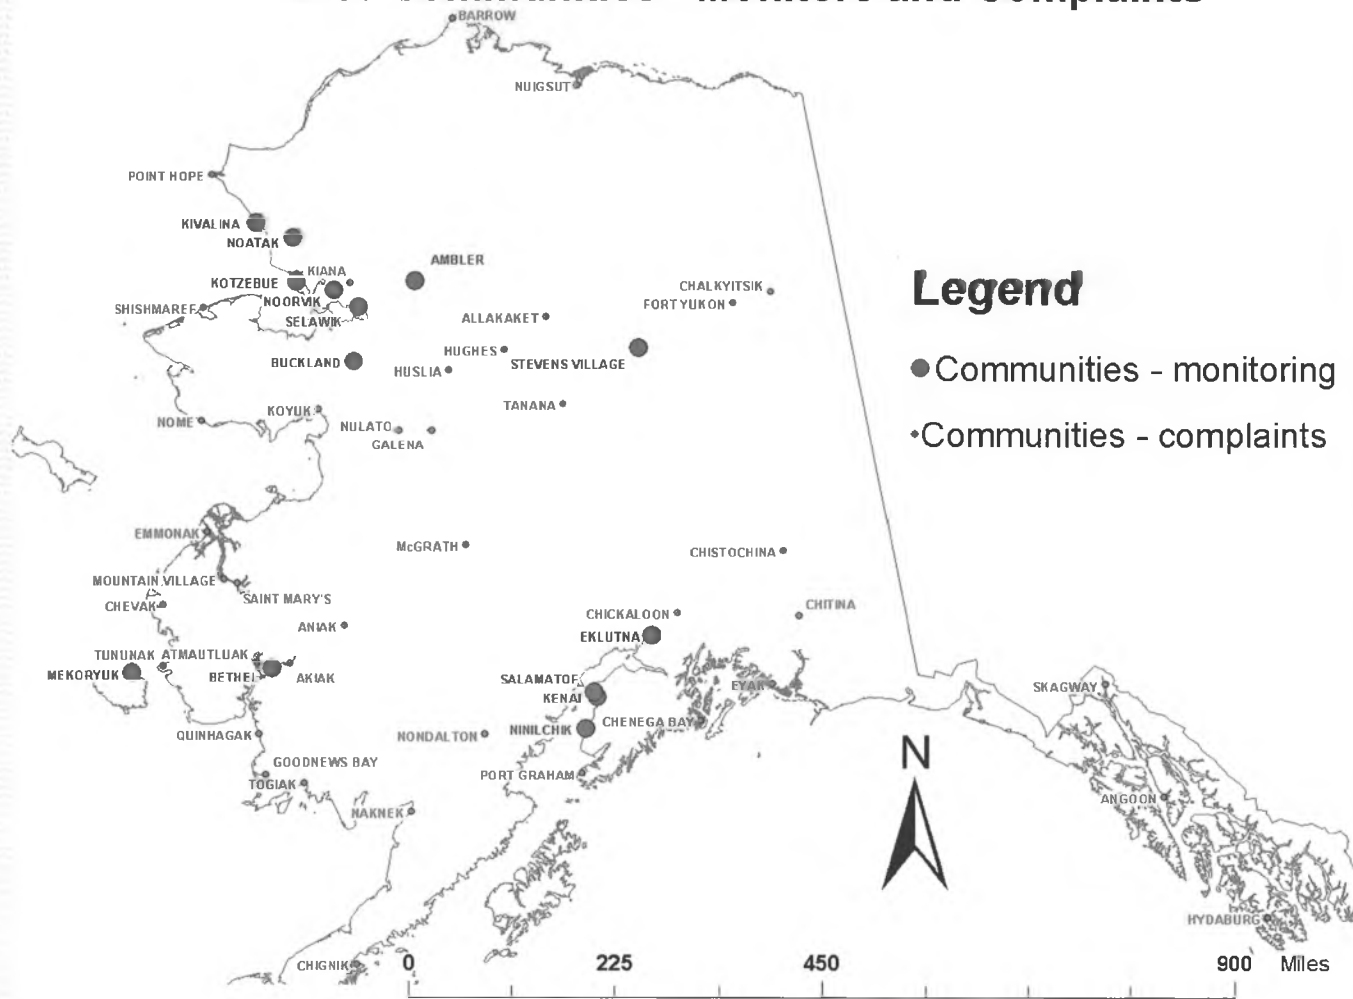 Monitors and Complaints
BARROW
NUIGSUT
POINT HOPE
KIVALINA
NOATAK
AMBLER
KIANA
KOTZEBUE
NOORVIK
SELAWIK
SHISHMAREF
CHALKYITSIK
FORT YUKON
ALLAKAKET
HUGHES
STEVENS VILLAGE
BUCKLAND
HUSLIA
TANANA
KOYUK
NOME
NULATO
GALENA
Legend
Communities - monitoring
Communities - complaints
EMMONAK
McGRATH
CHISTOCHINA
MOUNTAIN VILLAGE
SAINT MARY'S
CHEVAK
ANIAK
CHICKALOON
CHITINA
EKLUTNA
TUNUNAK
ATMAUTLUAK
MEKORYUK
BETHEL
AKIAK
SALAMATOF
KENAI
EYAK
SKAGWAY
NINILCHIK
CHENEGA BAY
QUINHAGAK
NONDALTON
N
GOODNEWS BAY
TOGIAK
PORT GRAHAM
NAKNEK
ANGOON
HYDABURG
CHIGNIK
0 225 450 900 Miles